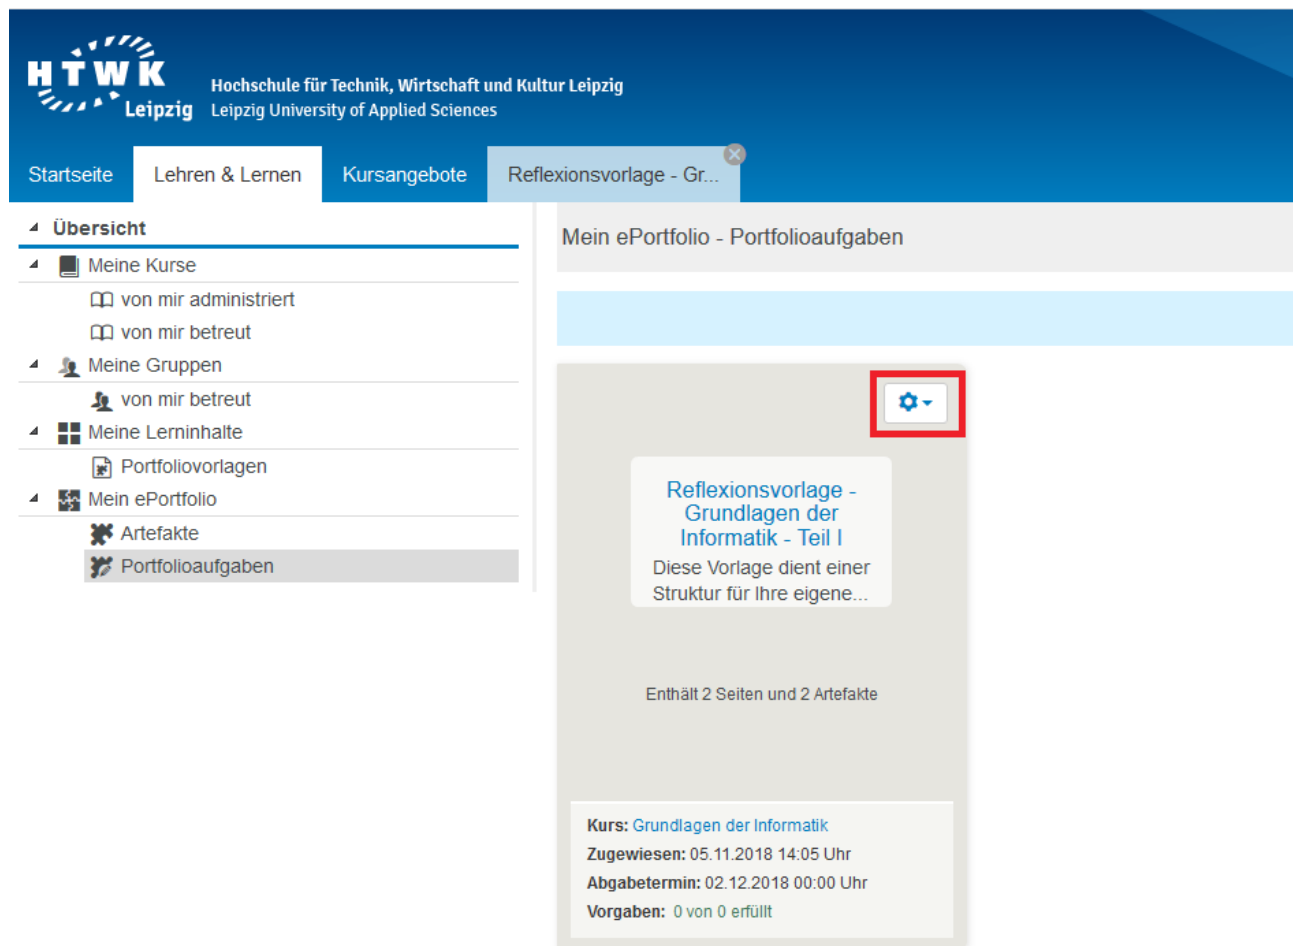 HTWK
Leipzig
Hochschule für Technik, Wirtschaft und Kultur Leipzig
Leipzig University of Applied Sciences
Startseite
Lehren & Lernen
Kursangebote
Reflexionsvorlage - Gr...
Übersicht
Meine Kurse
von mir administriert
von mir betreut
Meine Gruppen
von mir betreut
Meine Lerninhalte
Portfoliovorlagen
Mein ePortfolio
Artefakte
Portfolioaufgaben
Mein ePortfolio - Portfolioaufgaben
Reflexionsvorlage -
Grundlagen der
Informatik - Teil I
Diese Vorlage dient einer
Struktur für Ihre eigene...
Enthält 2 Seiten und 2 Artefakte
Kurs: Grundlagen der Informatik
Zugewiesen: 05.11.2018 14:05 Uhr
Abgabetermin: 02.12.2018 00:00 Uhr
Vorgaben: 0 von 0 erfüllt